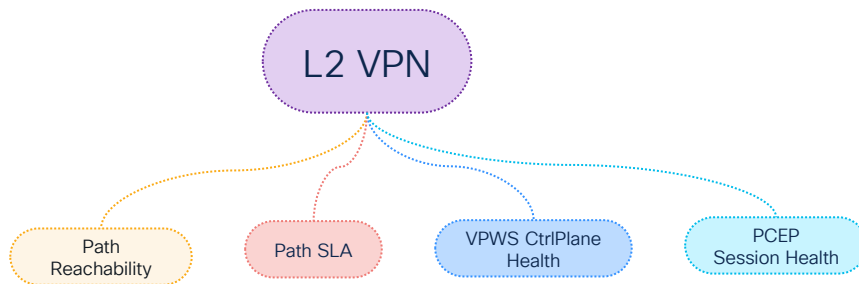 L2 VPN
Path
Reachability
Path SLA
VPWS CtrlPlane
Health
PCEP
Session Health